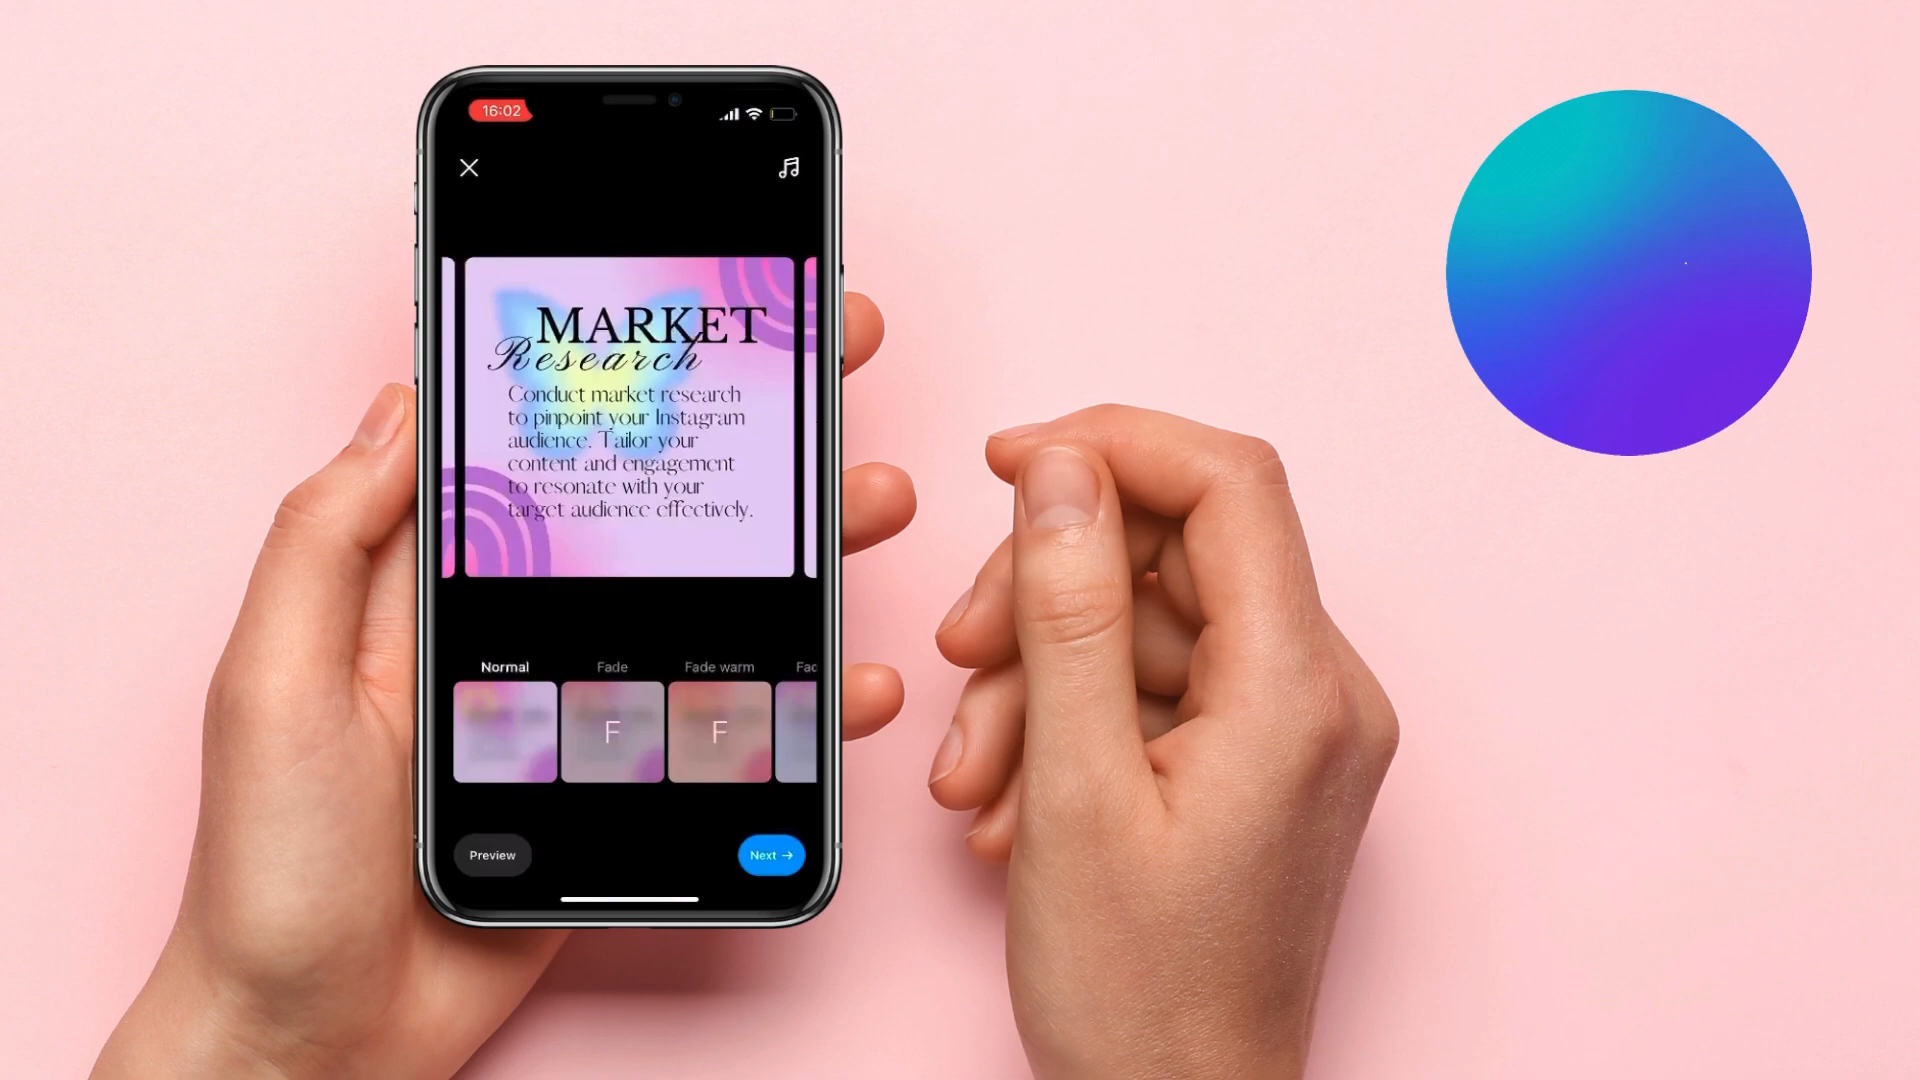 16:02
MARKET
Research
Conduct market research
to pinpoint your Instagram
audience. Tailor your
content and engagement
to resonate with your
target audience effectively.
Normal
Fade
Fade warm
Fac
F
F
Preview
Next →